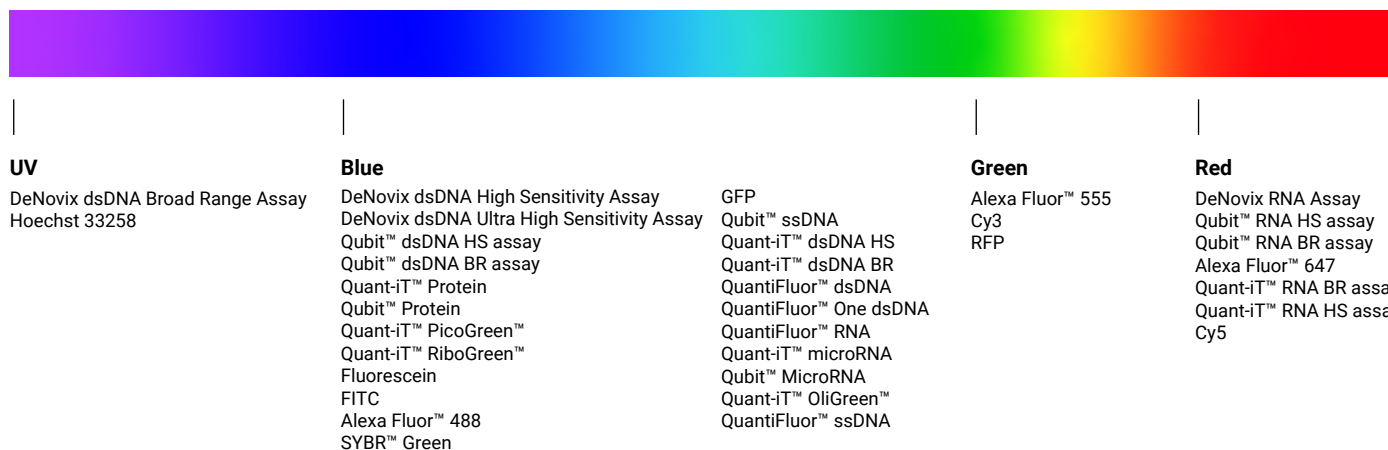 UV
DeNovix dsDNA Broad Range Assay
Hoechst 33258
Blue
DeNovix dsDNA High Sensitivity Assay
DeNovix dsDNA Ultra High Sensitivity Assay
Qubit™ dsDNA HS assay
Qubit™ dsDNA BR assay
Quant-iT™ Protein
Qubit™ Protein
Quant-iT™ PicoGreen™
Quant-iT™ RiboGreen™
Fluorescein
FITC
Alexa Fluor™ 488
SYBR™ Green
GFP
Qubit™ ssDNA
Quant-iT™ dsDNA HS
Quant-iT™ dsDNA BR
QuantiFluor™ dsDNA
QuantiFluor™ One dsDNA
QuantiFluor™ RNA
Quant-iT™ microRNA
Qubit™ MicroRNA
Quant-iT™ OliGreen™
QuantiFluor™ ssDNA
Green
Alexa Fluor™ 555
Cy3
RFP
Red
DeNovix RNA Assay
Qubit™ RNA HS assay
Qubit™ RNA BR assay
Alexa Fluor™ 647
Quant-iT™ RNA BR
Quant-iT™ RNA HS
Cy5